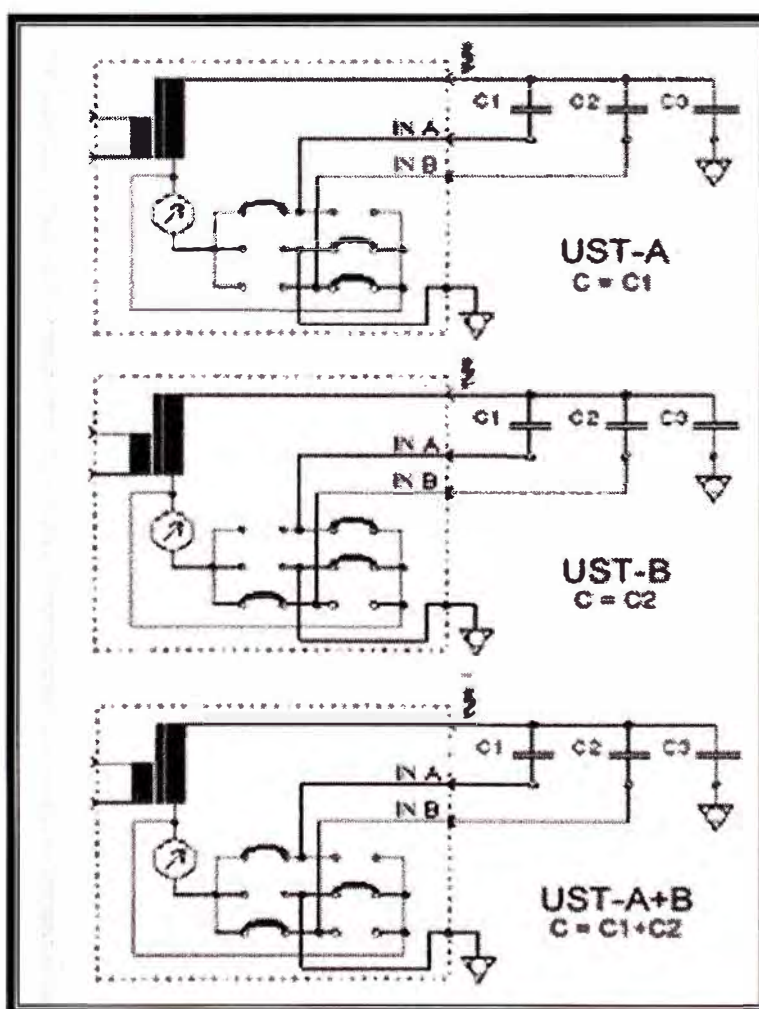 C1 C2 C3
IN A
IN B
UST-A
C = C1
C1 C2 C3
IN A
IN B
UST-B
C = C2
C1 C2 C3
IN A
IN B
UST-A+B
C = C1+C2